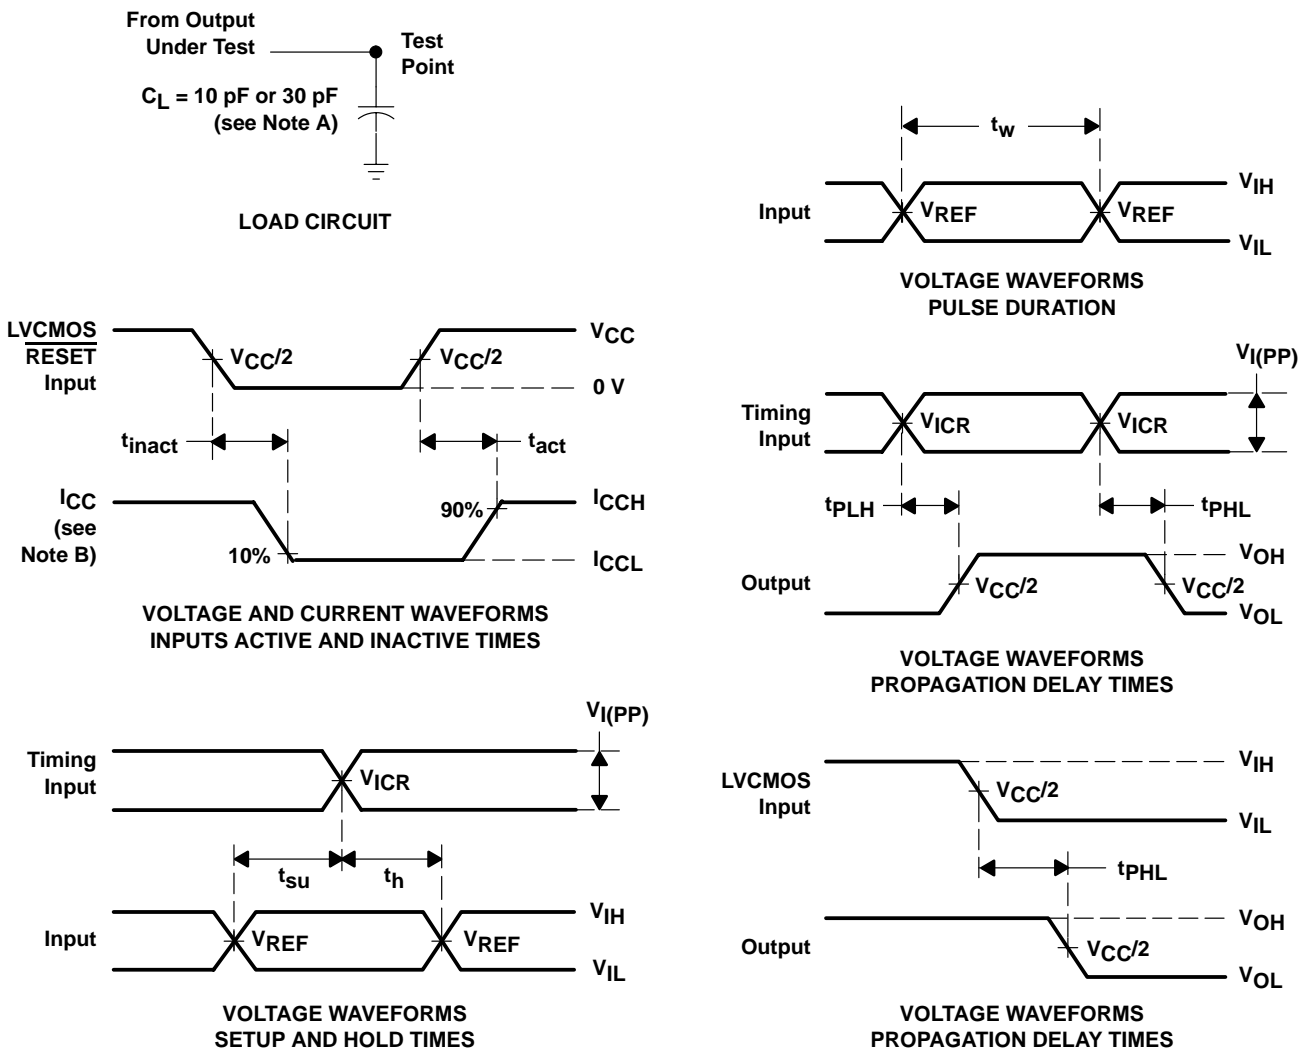 From Output
Under Test
Test
Point
CL = 10 pF or 30 pF
(see Note A)
LOAD CIRCUIT
tw
Input
VREF
VREF
VIH
VIL
VOLTAGE WAVEFORMS
PULSE DURATION
LVCMOS
RESET
Input
VCC/2
VCC/2
VCC
0 V
tinact
tact
ICC
(see
Note B)
10%
90%
ICCH
ICCL
VOLTAGE AND CURRENT WAVEFORMS
INPUTS ACTIVE AND INACTIVE TIMES
VI(PP)
Timing
Input
VICR
VICR
tPLH
tPHL
Output
VCC/2
VCC/2
VOH
VOL
VOLTAGE WAVEFORMS
PROPAGATION DELAY TIMES
VI(PP)
Timing
Input
VICR
tsu
th
Input
VREF
VREF
VIH
VIL
VOLTAGE WAVEFORMS
SETUP AND HOLD TIMES
LVCMOS
Input
VCC/2
VIH
VIL
tPHL
Output
VCC/2
VOH
VOL
VOLTAGE WAVEFORMS
PROPAGATION DELAY TIMES